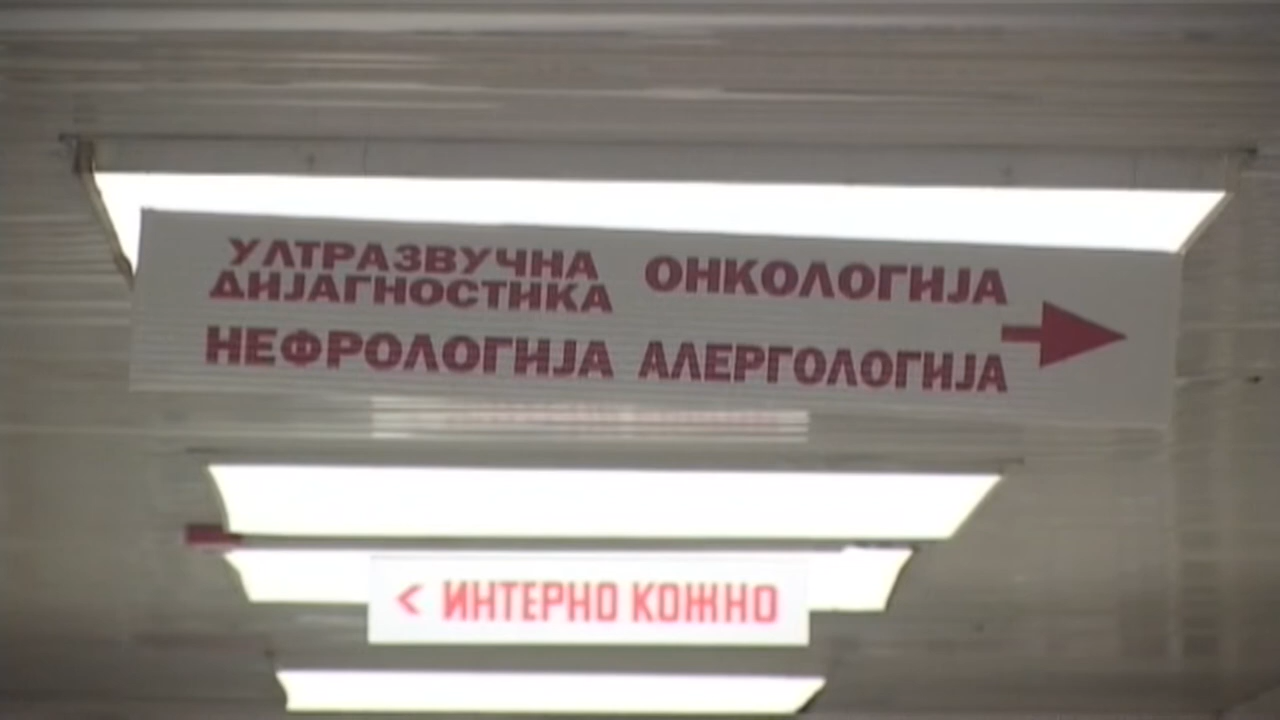 УЛТРАЗВУЧНА
ДИЈАГНОСТИКА
ОНКОЛОГИЈА
НЕФРОЛОГИЈА АЛЕРГОЛОГИЈА
< ИНТЕРНО КОЖНО